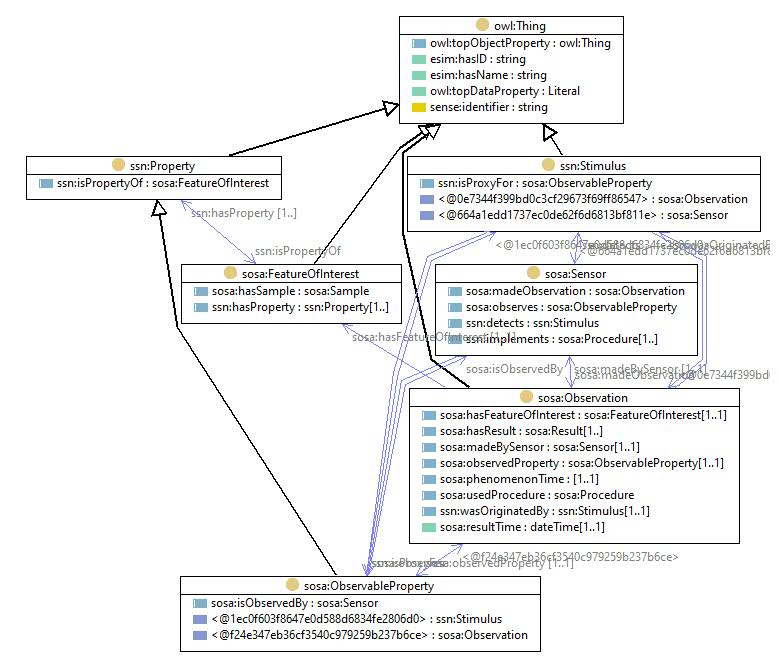 owl:Thing
owl:topObjectProperty : owl:Thing
esim:hasID : string
esim:hasName : string
owl:topDataProperty : Literal
sense:identifier : string
ssn:Property
ssn:isPropertyOf : sosa:FeatureOfInterest
ssn:Stimulus
ssn:isProxyFor : sosa:ObservableProperty
<@0e7344f399bd0c3cf29673f69ff86547> : sosa:Observation
<@664a1edd1737ec0de62f6d6813bf811e> : sosa:Sensor
ssn:hasProperty [1..]
ssn:isPropertyOf
sosa:FeatureOfInterest
sosa:hasSample : sosa:Sample
ssn:hasProperty : ssn:Property[1..]
sosa:Sensor
sosa:madeObservation : sosa:Observation
sosa:observes : sosa:ObservableProperty
ssn:detects : ssn:Stimulus
ssn:implements : sosa:Procedure[1..]
sosa:hasFeatureOfInterest [1..1]
sosa:isObservedBy
sosa:madeBySensor [1..1]
sosa:madeObservation
sosa:Observation
sosa:hasFeatureOfInterest : sosa:FeatureOfInterest[1..1]
sosa:hasResult : sosa:Result[1..]
sosa:madeBySensor : sosa:Sensor[1..1]
sosa:observedProperty : sosa:ObservableProperty[1..1]
sosa:phenomenonTime : [1..1]
sosa:usedProcedure : sosa:Procedure
ssn:wasOriginatedBy : ssn:Stimulus[1..1]
sosa:resultTime : dateTime[1..1]
<@f24e347eb36cf3540c979259b237b6ce>
sosa:observedProperty [1..1]
sosa:ObservableProperty
sosa:isObservedBy : sosa:Sensor
<@1ec0f603f8647e0d588d6834fe2806d0> : ssn:Stimulus
<@f24e347eb36cf3540c979259b237b6ce> : sosa:Observation